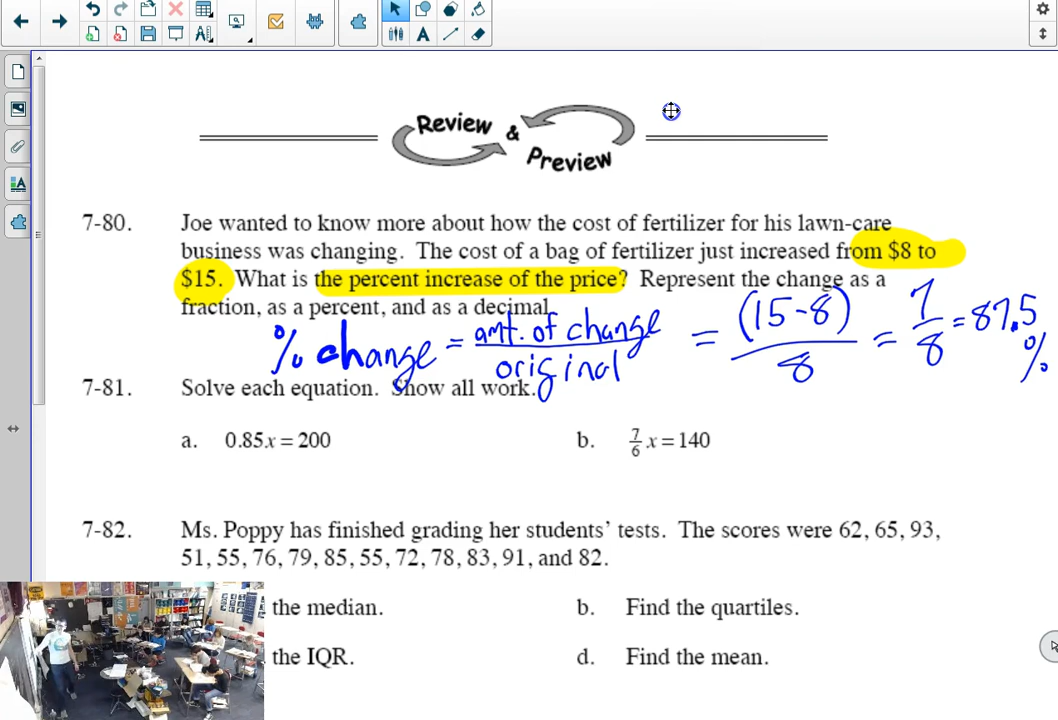 Review & Preview
7-80. Joe wanted to know more about how the cost of fertilizer for his lawn-care
business was changing. The cost of a bag of fertilizer just increased from $8 to
$15. What is the percent increase of the price? Represent the change as a
fraction, as a percent, and as a decimal.
% change = amt. of change / original = (15-8) / 8 = 7/8 = 87.5 %
7-81. Solve each equation. Show all work.
a. 0.85x = 200 b. 7/6 x = 140
7-82. Ms. Poppy has finished grading her students’ tests. The scores were 62, 65, 93,
51, 55, 76, 79, 85, 55, 72, 78, 83, 91, and 82.
the median. b. Find the quartiles.
the IQR. d. Find the mean.